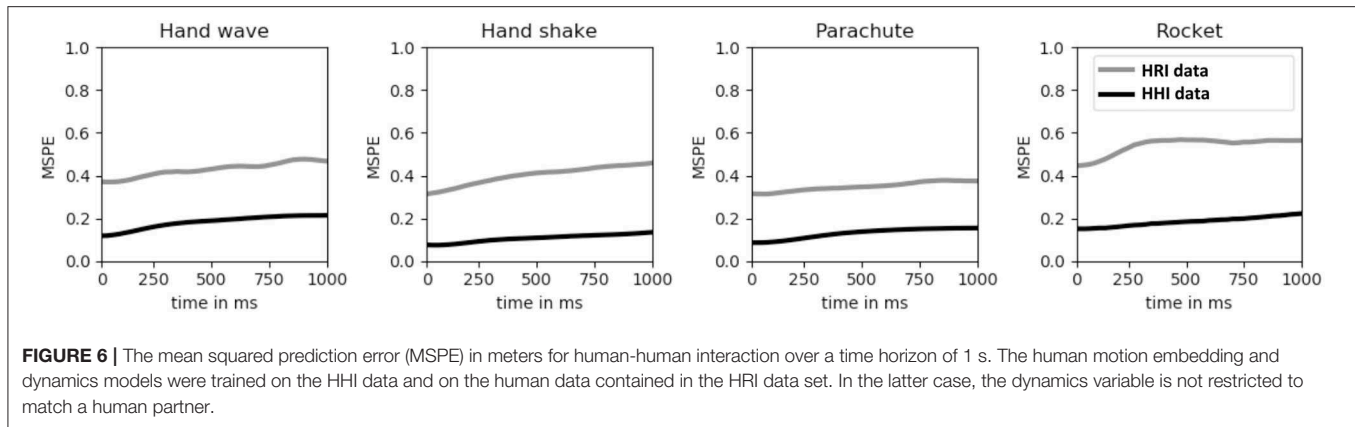 Hand wave
Hand shake
Parachute
Rocket
1.0
0.8
0.6
0.4
0.2
0.0
MSPE
0 250 500 750 1000
time in ms
1.0
0.8
0.6
0.4
0.2
0.0
MSPE
0 250 500 750 1000
time in ms
1.0
0.8
0.6
0.4
0.2
0.0
MSPE
0 250 500 750 1000
time in ms
1.0
0.8
0.6
0.4
0.2
0.0
MSPE
HRI data
HHI data
0 250 500 750 1000
time in ms
FIGURE 6 | The mean squared prediction error (MSPE) in meters for human-human interaction over a time horizon of 1 s. The human motion embedding and
dynamics models were trained on the HHI data and on the human data contained in the HRI data set. In the latter case, the dynamics variable is not restricted to
match a human partner.